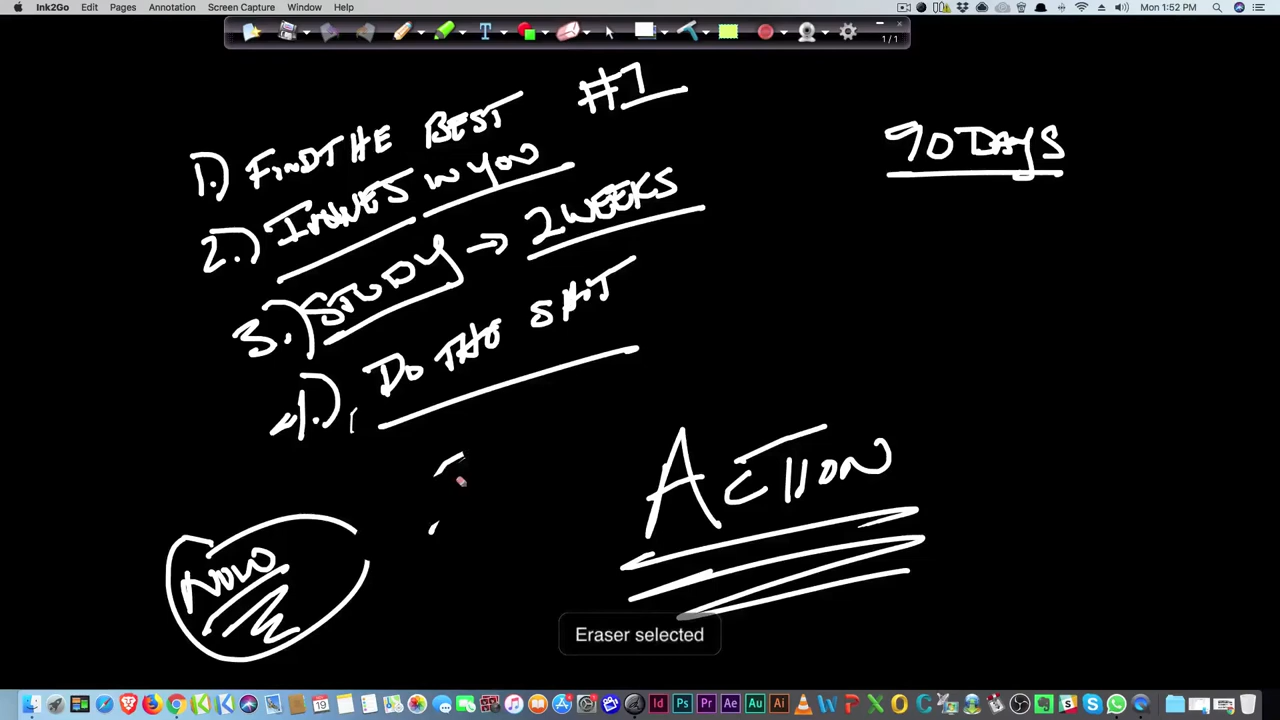 Ink2Go Edit Pages Annotation Screen Capture Window Help Mon 1:52 PM
1/1
#1
1.) FIND THE BEST
2.) INVVES IN YOU
3.) STUDY → 2 WEEKS
4.) DO THE SHIT
90 DAYS
ACTION
NOW
Eraser selected